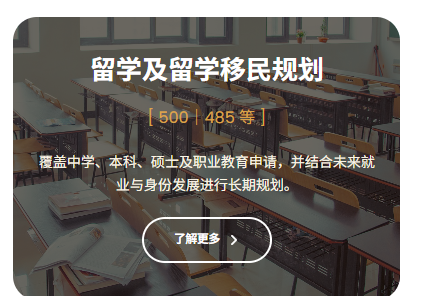 留学及留学移民规划
[ 500｜485 等 ]
覆盖中学、本科、硕士及职业教育申请，并结合未来就
业与身份发展进行长期规划。
了解更多